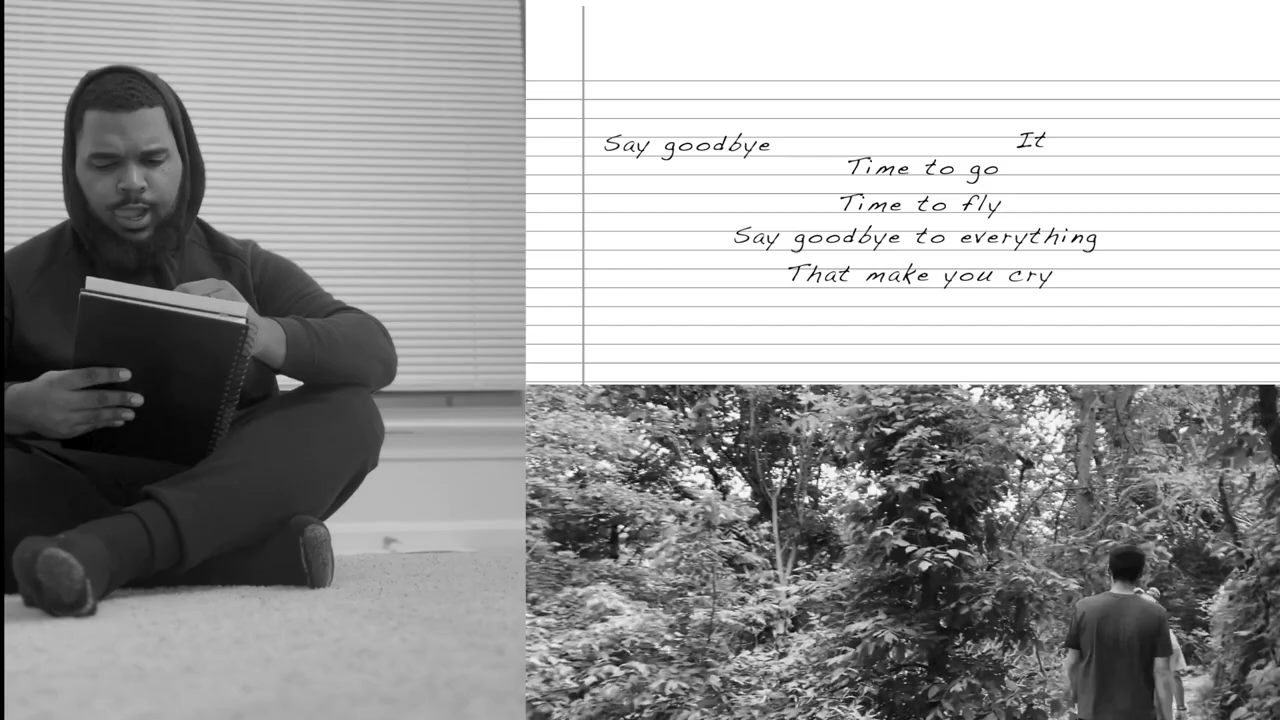 Say goodbye It
Time to go
Time to fly
Say goodbye to everything
That make you cry